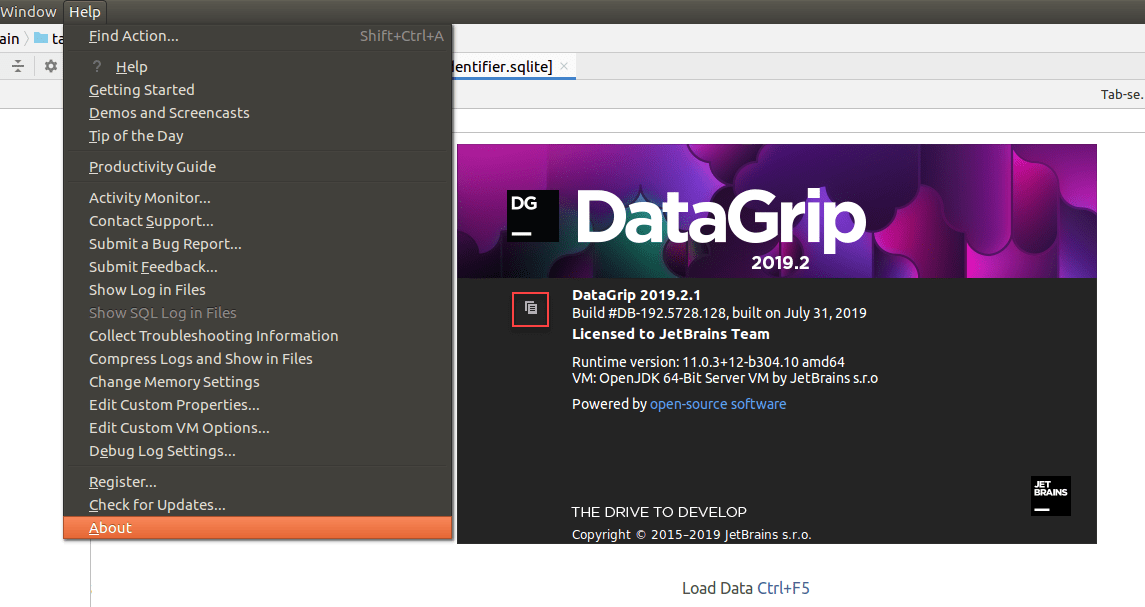 Window Help
ain ta
Find Action... Shift+Ctrl+A
? Help
Getting Started
Demos and Screencasts
Tip of the Day
Productivity Guide
Activity Monitor...
Contact Support...
Submit a Bug Report...
Submit Feedback...
Show Log in Files
Show SQL Log in Files
Collect Troubleshooting Information
Compress Logs and Show in Files
Change Memory Settings
Edit Custom Properties...
Edit Custom VM Options...
Debug Log Settings...
Register...
Check for Updates...
About
lentifier.sqlite]
Tab-se.
DG
DataGrip
2019.2
DataGrip 2019.2.1
Build #DB-192.5728.128, built on July 31, 2019
Licensed to JetBrains Team
Runtime version: 11.0.3+12-b304.10 amd64
VM: OpenJDK 64-Bit Server VM by JetBrains s.r.o
Powered by open-source software
JET
BRAINS
THE DRIVE TO DEVELOP
Copyright © 2015-2019 JetBrains s.r.o.
Load Data Ctrl+F5